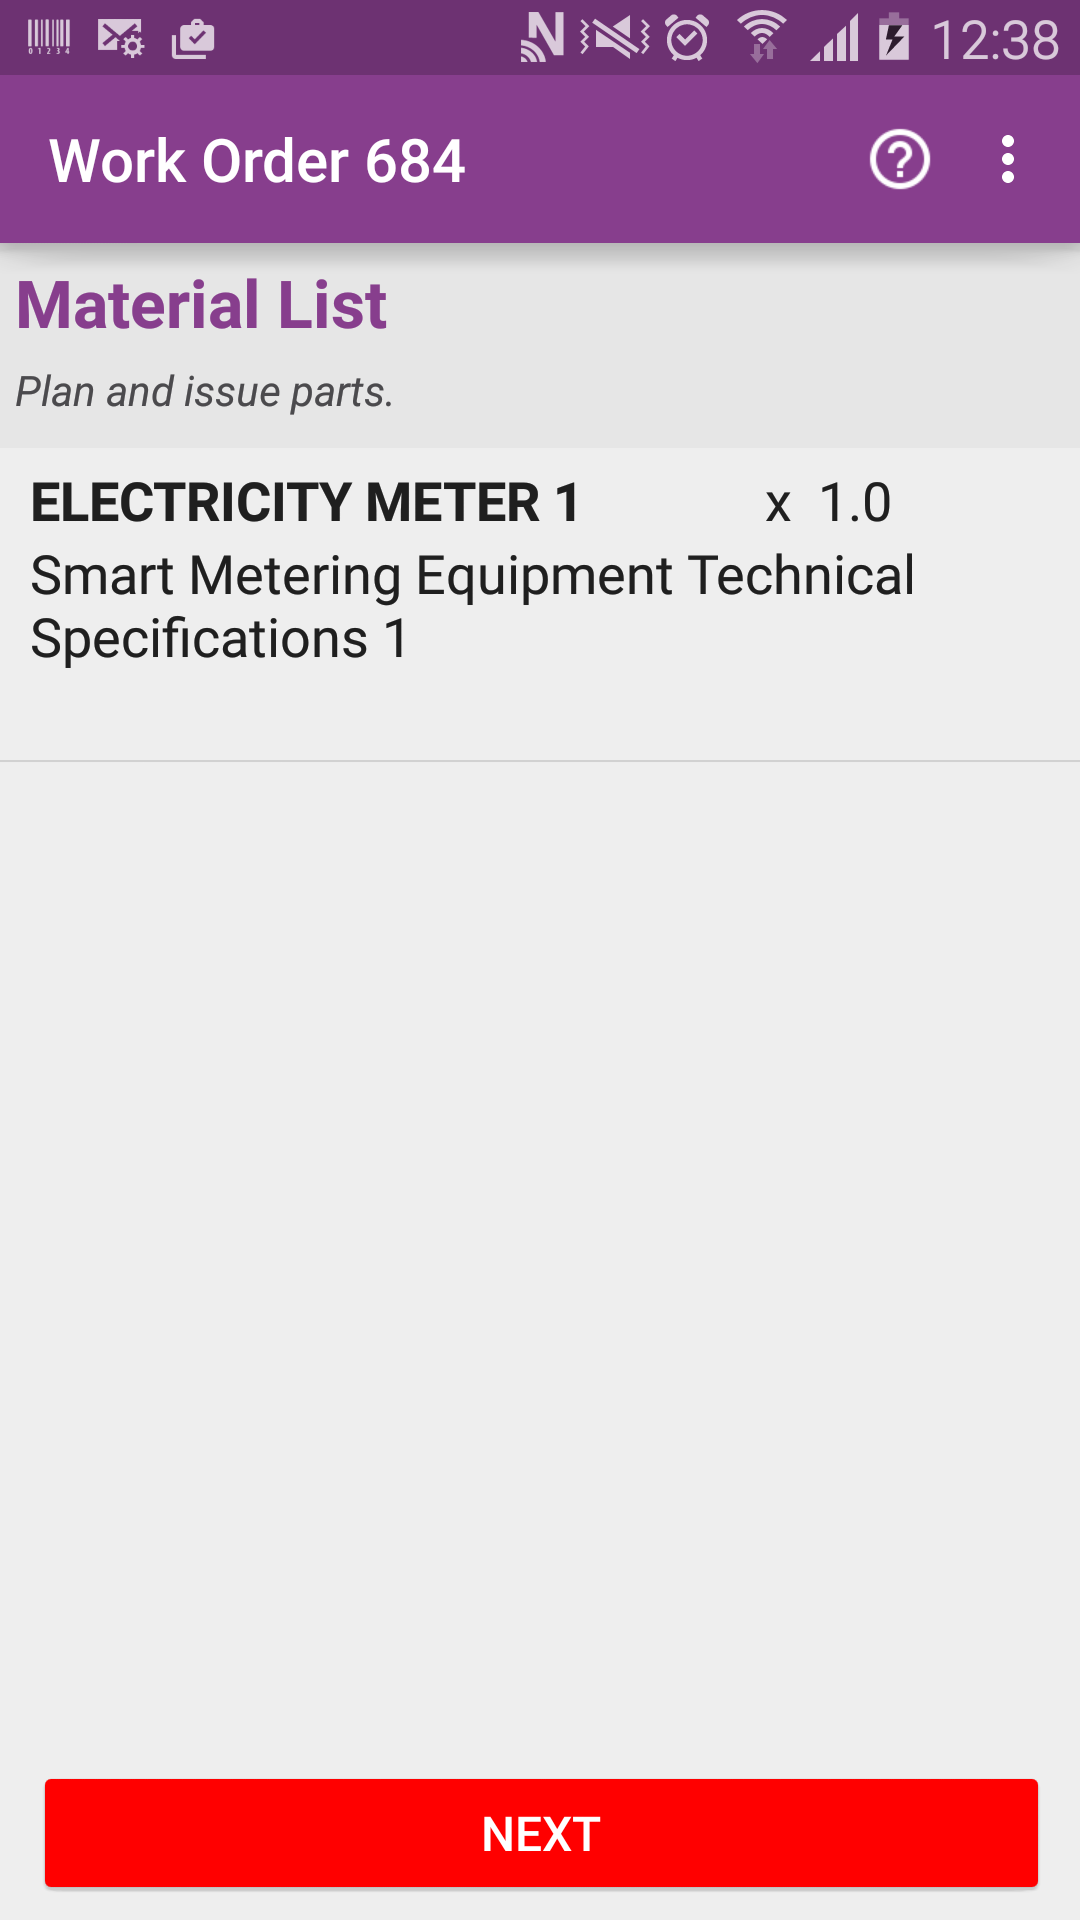 12:38
Work Order 684
Material List
Plan and issue parts.
ELECTRICITY METER 1 x 1.0
Smart Metering Equipment Technical
Specifications 1
NEXT